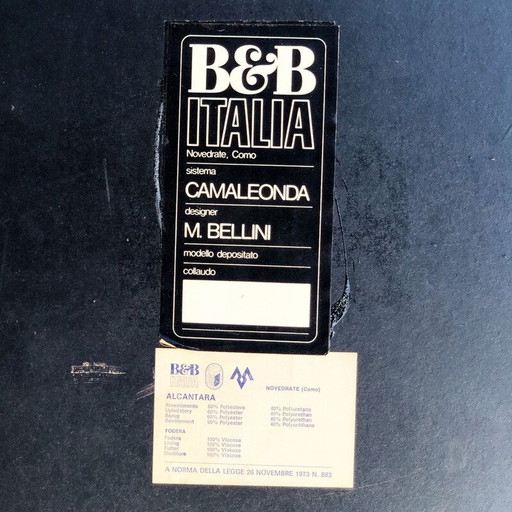 B&B
ITALIA
Novedrate, Como
sistema
CAMALEONDA
designer
M. BELLINI
modello depositato
collaudo
B&B
ITALIA
NOVEDRATE (Como)
ALCANTARA
Rivestimento 60% Poliestere 40% Poliuretano
Upholstery 60% Polyester 40% Polyurethan
Bezug 60% Polyester 40% Polyurethan
Revêtement 60% Polyester 40% Polyuréthane
FODERA
Fodera 100% Viscosa
Lining 100% Viscose
Futter 100% Viskose
Doublure 100% Viscose
A NORMA DELLA LEGGE 26 NOVEMBRE 1973 N. 883